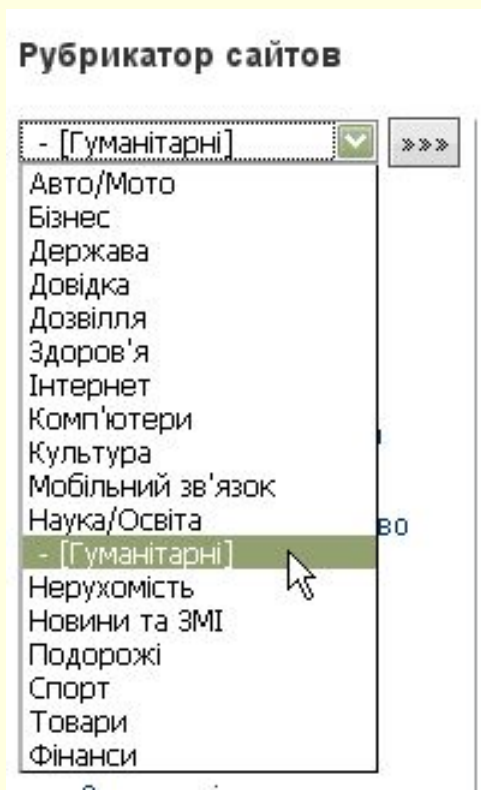 Рубрикатор сайтов
- [Гуманітарні]
»»»
Авто/Мото
Бізнес
Держава
Довідка
Дозвілля
Здоров'я
Інтернет
Комп'ютери
Культура
Мобільний зв'язок
Наука/Освіта
- [Гуманітарні]
Нерухомість
Новини та ЗМІ
Подорожі
Спорт
Товари
Фінанси